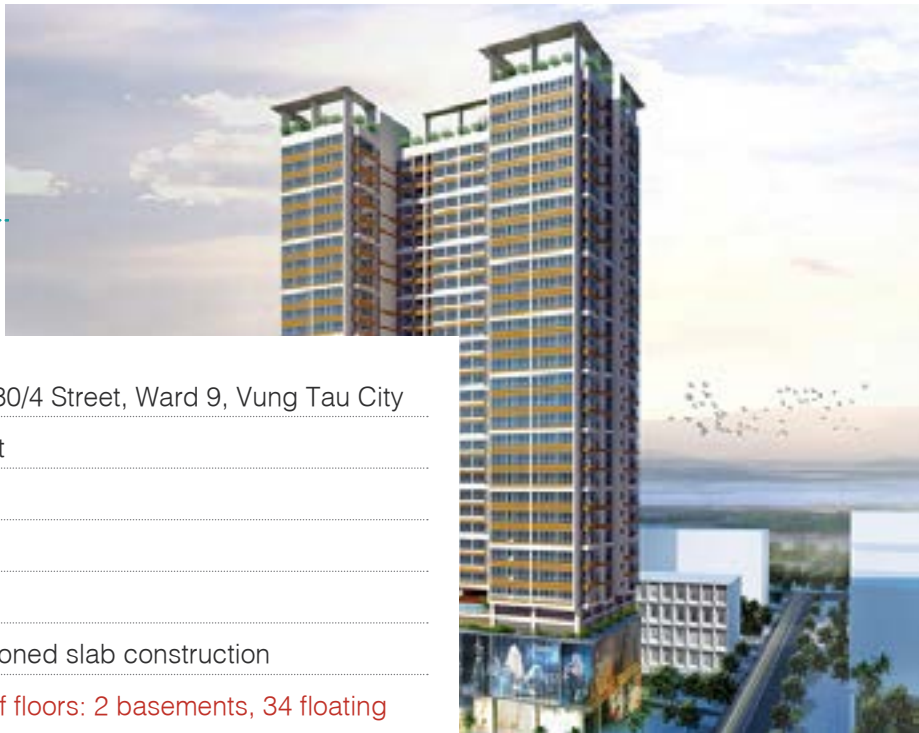 30/4 Street, Ward 9, Vung Tau City
t
oned slab construction
f floors: 2 basements, 34 floating